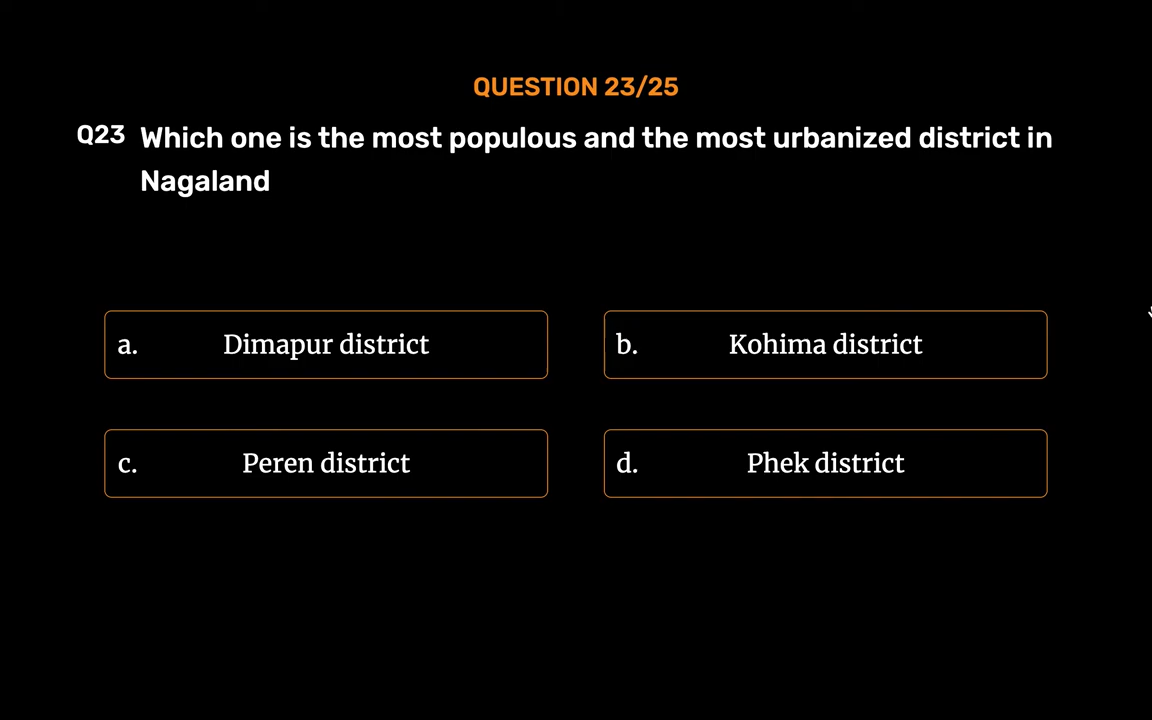 QUESTION 23/25
Q23 Which one is the most populous and the most urbanized district in
Nagaland
a. Dimapur district
b. Kohima district
c. Peren district
d. Phek district